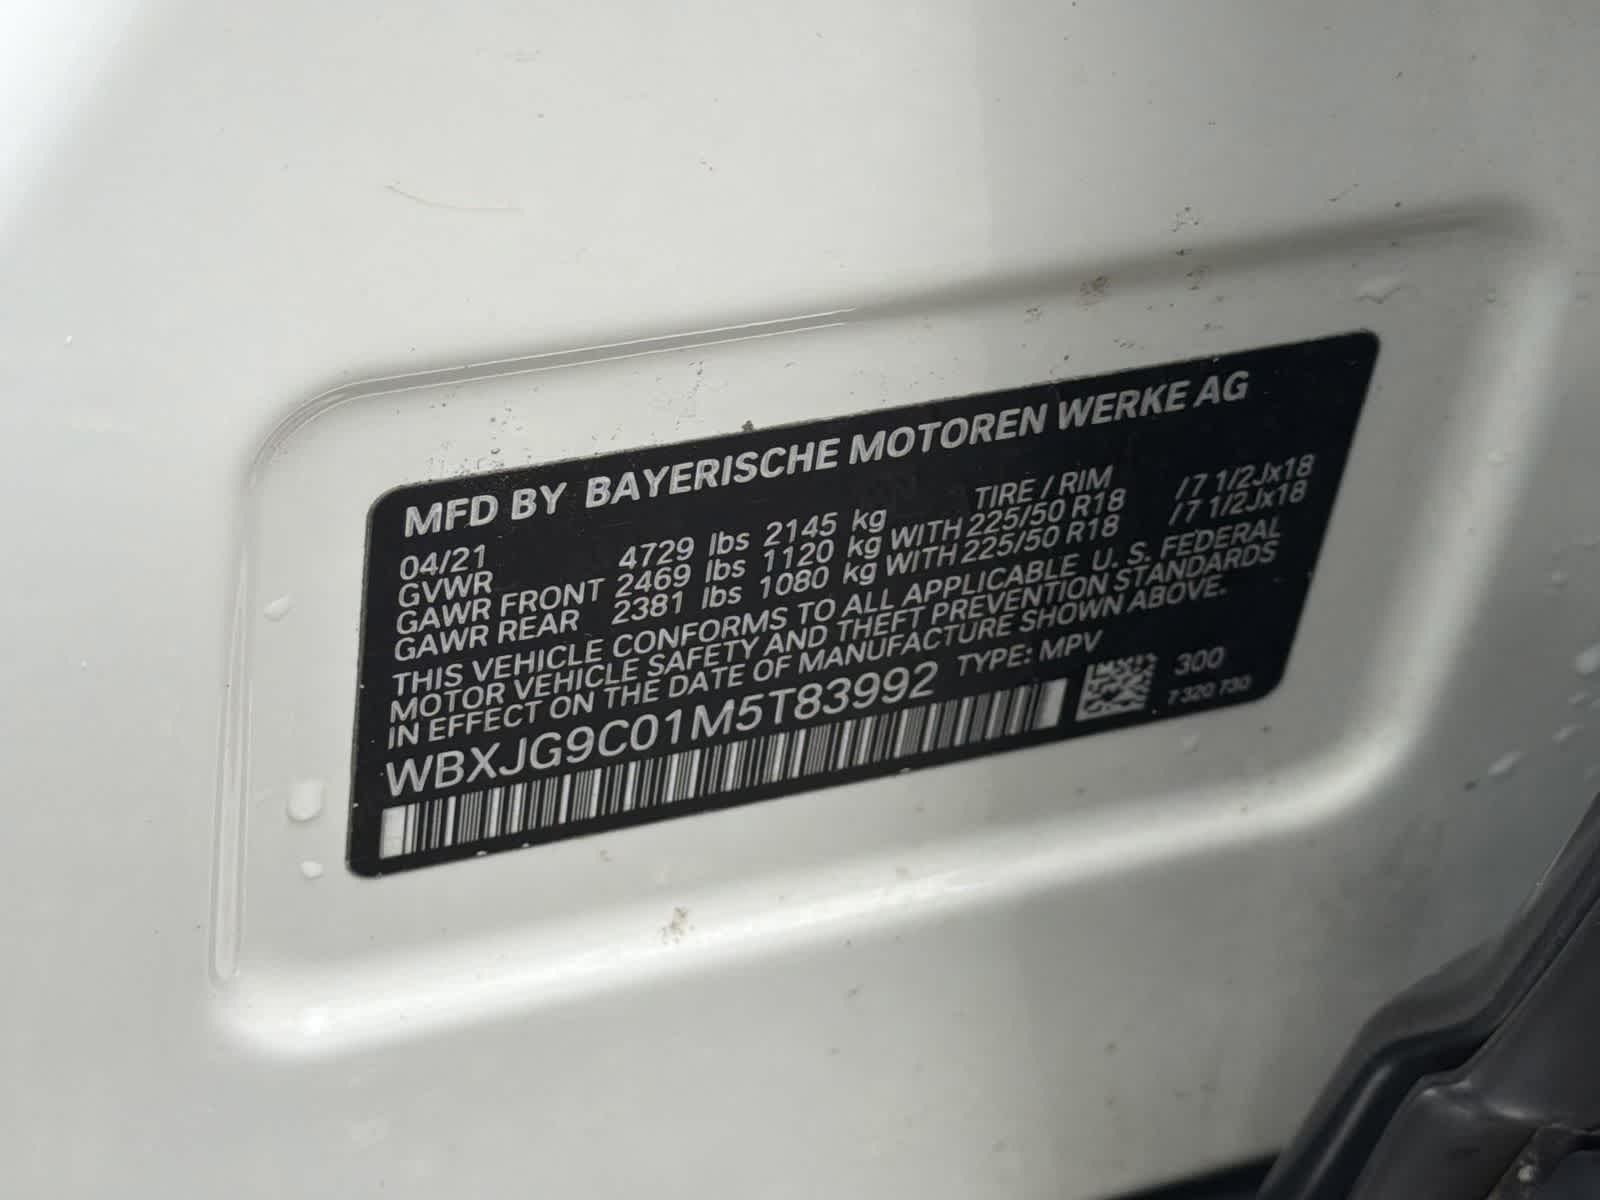 MFD BY BAYERISCHE MOTOREN WERKE AG
04/21 TIRE / RIM
GVWR 4729 lbs 2145 kg
GAWR FRONT 2469 lbs 1120 kg WITH 225/50 R18 /7 1/2Jx18
GAWR REAR 2381 lbs 1080 kg WITH 225/50 R18 /7 1/2Jx18
THIS VEHICLE CONFORMS TO ALL APPLICABLE U. S. FEDERAL
MOTOR VEHICLE SAFETY AND THEFT PREVENTION STANDARDS
IN EFFECT ON THE DATE OF MANUFACTURE SHOWN ABOVE.
WBXJG9C01M5T83992 TYPE: MPV
300
7 320 730